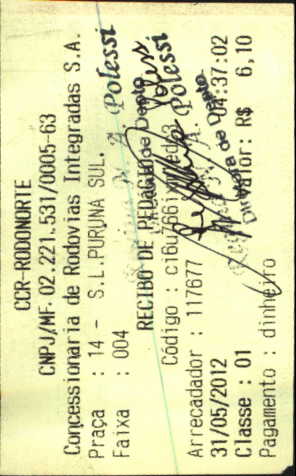 CCR-RODONORTE
CNPJ/MF:02.221.531/0005-63
Concessionaria de Rodovias Integradas S.A.
Praça : 14 - S.L.PURUNA SUL.
Faixa : 004
Polessi
RECIBO DE PEDAGIO
Código :
Polessi
Arrecadador : 117677
31/05/2012 04:37:02
Classe : 01 Valor: R$ 6,10
Pagamento : dinheiro